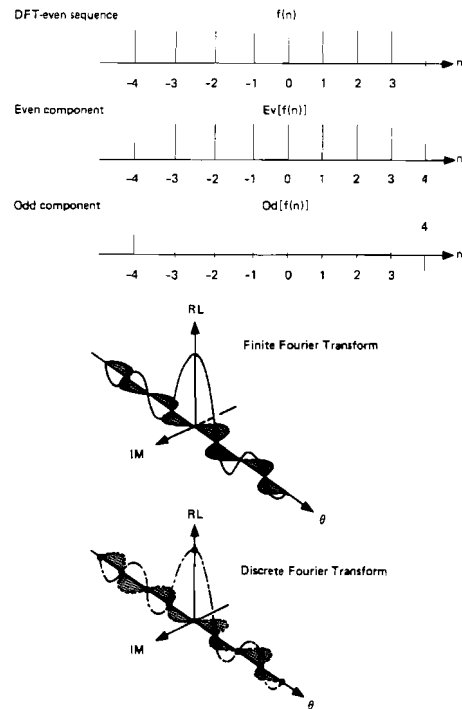 DFT-even sequence f(n)
n
-4 -3 -2 -1 0 1 2 3 4
Even component Ev[f(n)]
n
-4 -3 -2 -1 0 1 2 3 4
Odd component Od[f(n)]
4
n
-4 -3 -2 -1 0 1 2 3
RL
Finite Fourier Transform
IM
θ
RL
Discrete Fourier Transform
IM
θ